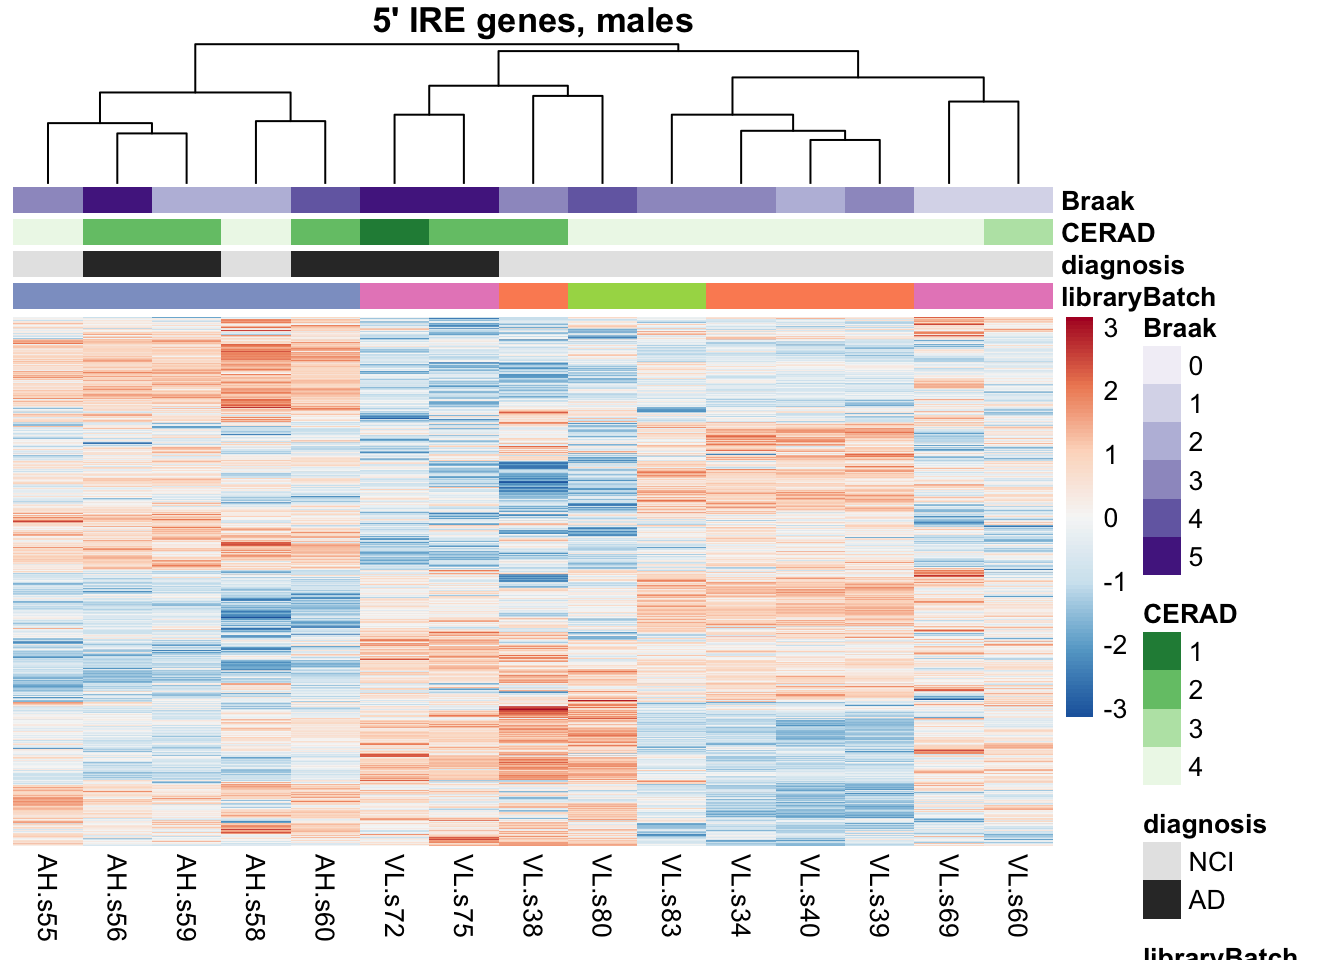 5' IRE genes, males
Braak
CERAD
diagnosis
libraryBatch
3
2
1
0
-1
-2
-3
Braak
0
1
2
3
4
5
CERAD
1
2
3
4
diagnosis
NCI
AD
libraryBatch
AH.s55
AH.s56
AH.s59
AH.s58
AH.s60
VL.s72
VL.s75
VL.s38
VL.s80
VL.s83
VL.s34
VL.s40
VL.s39
VL.s69
VL.s60